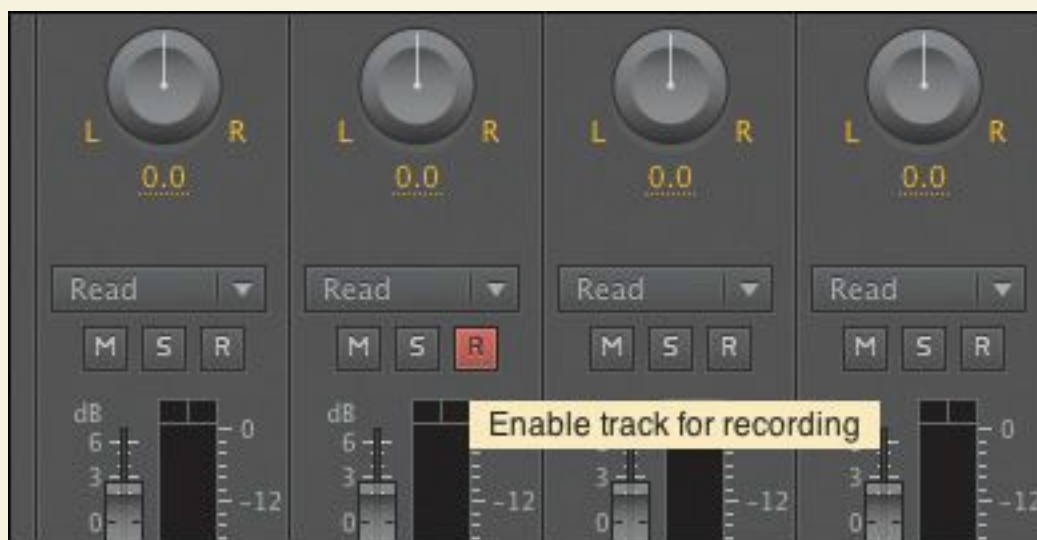 L R L R L R L R
0.0 0.0 0.0 0.0
Read Read Read Read
M S R M S R M S R M S R
dB 0 dB Enable track for recording 0
6 6
3 3 3 3
-12 -12 -12 -12
0 0 0 0